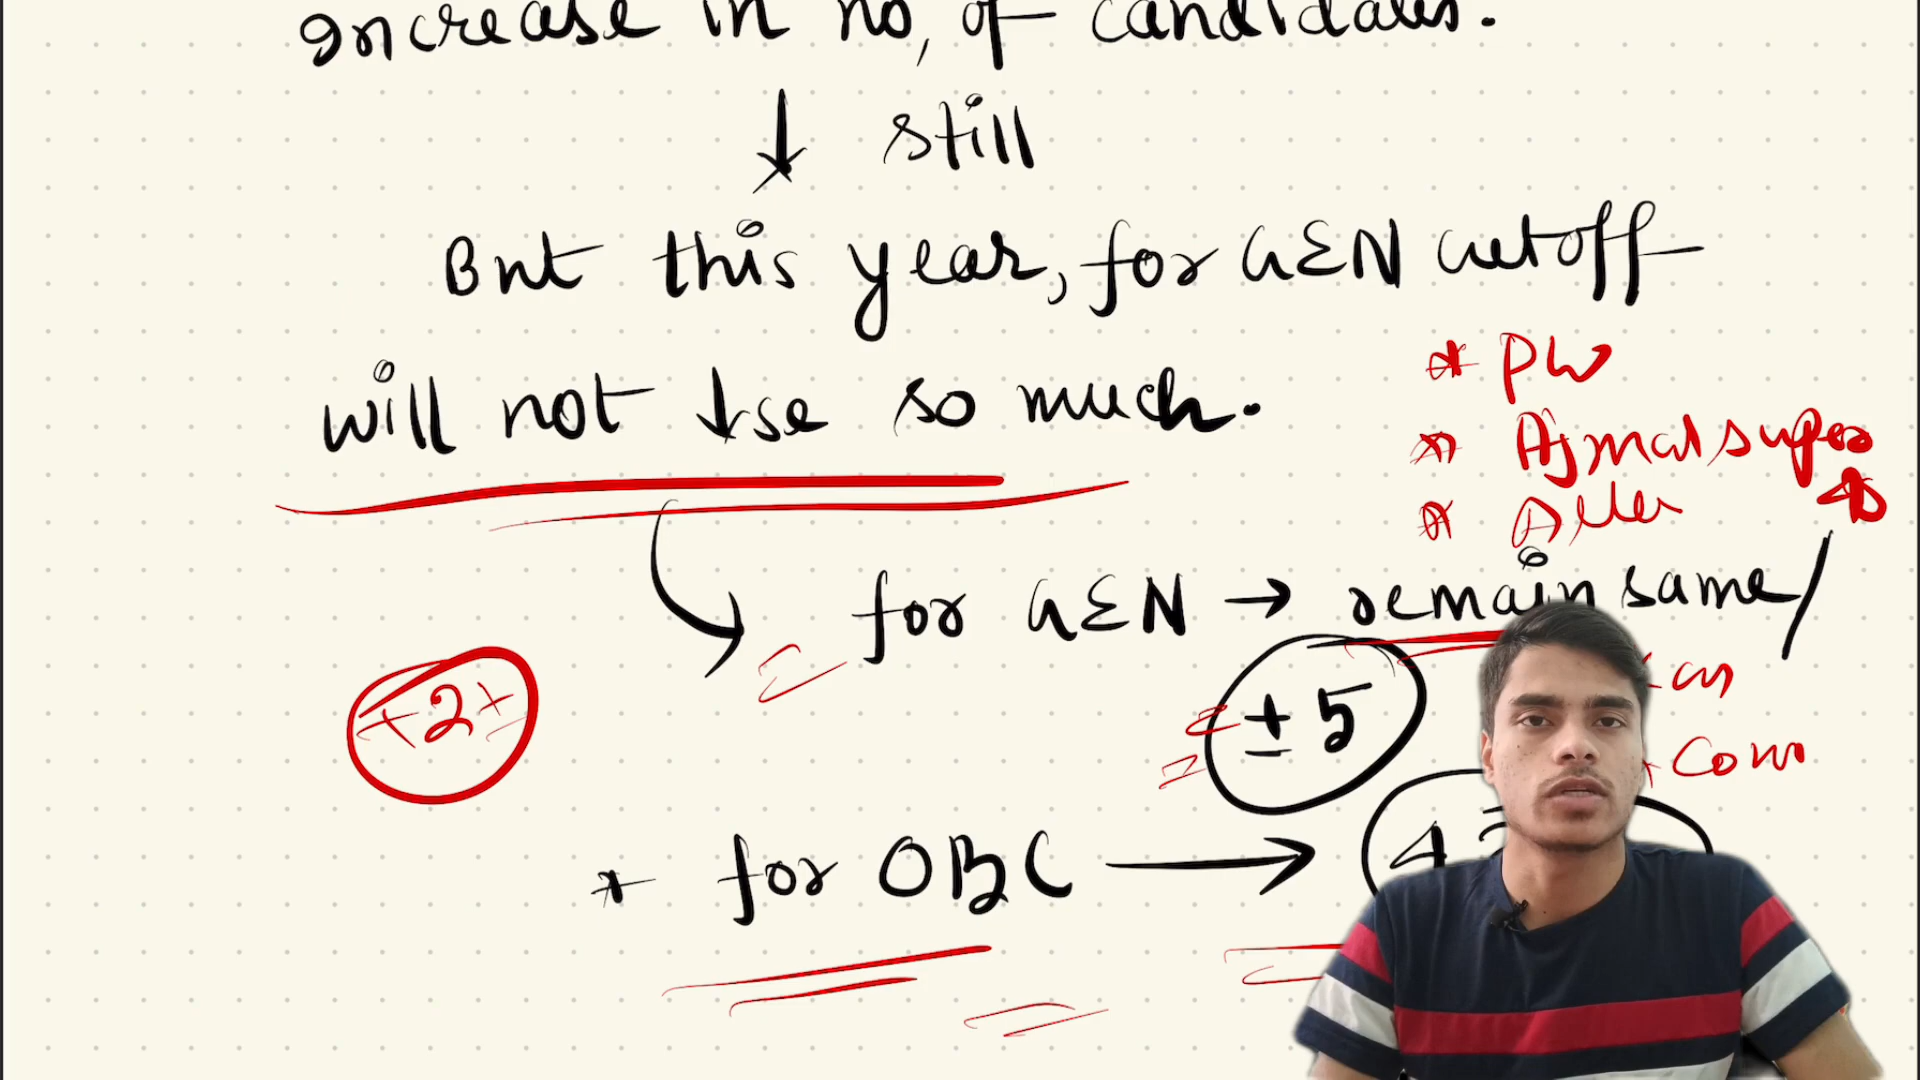 Increase in no, of candidates.
↓ still
But this year, for GEN cutoff
will not ↓se so much.
* PW
* Ajmal super
for GEN → remain same/
+2+
± 5
* for OBC →